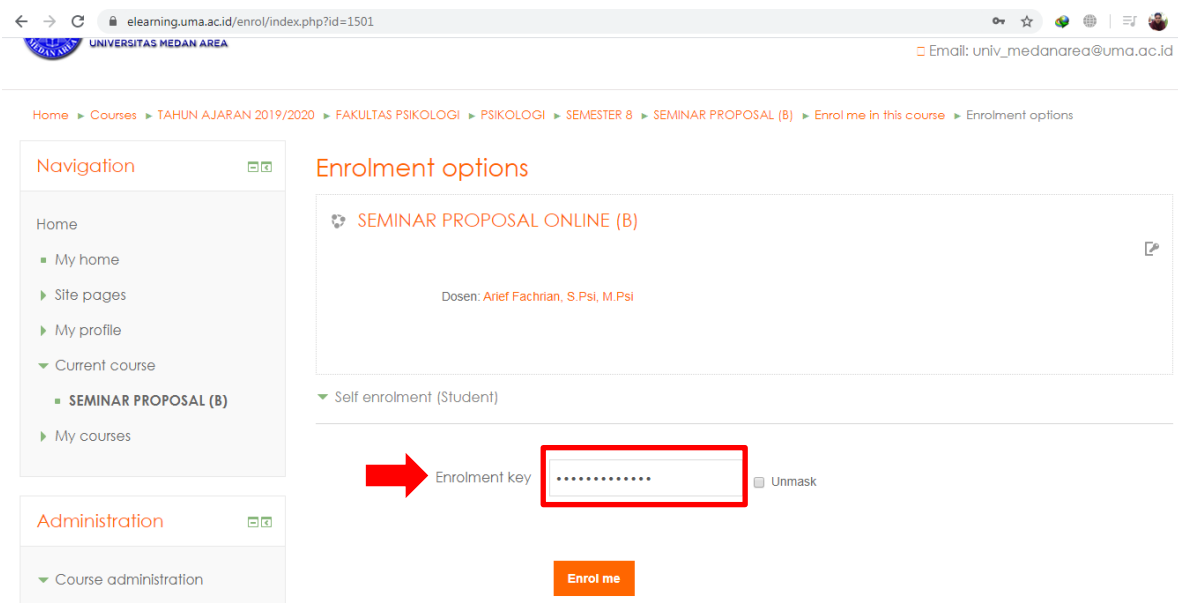 elearning.uma.ac.id/enrol/index.php?id=1501
UNIVERSITAS MEDAN AREA
MEDAN AREA
Email: univ_medanarea@uma.ac.id
Home ▸ Courses ▸ TAHUN AJARAN 2019/2020 ▸ FAKULTAS PSIKOLOGI ▸ PSIKOLOGI ▸ SEMESTER 8 ▸ SEMINAR PROPOSAL (B) ▸ Enrol me in this course ▸ Enrolment options
Navigation
Home
My home
Site pages
My profile
Current course
SEMINAR PROPOSAL (B)
My courses
Administration
Course administration
Enrolment options
SEMINAR PROPOSAL ONLINE (B)
Dosen: Arief Fachrian, S.Psi, M.Psi
Self enrolment (Student)
Enrolment key ••••••••••••• Unmask
Enrol me